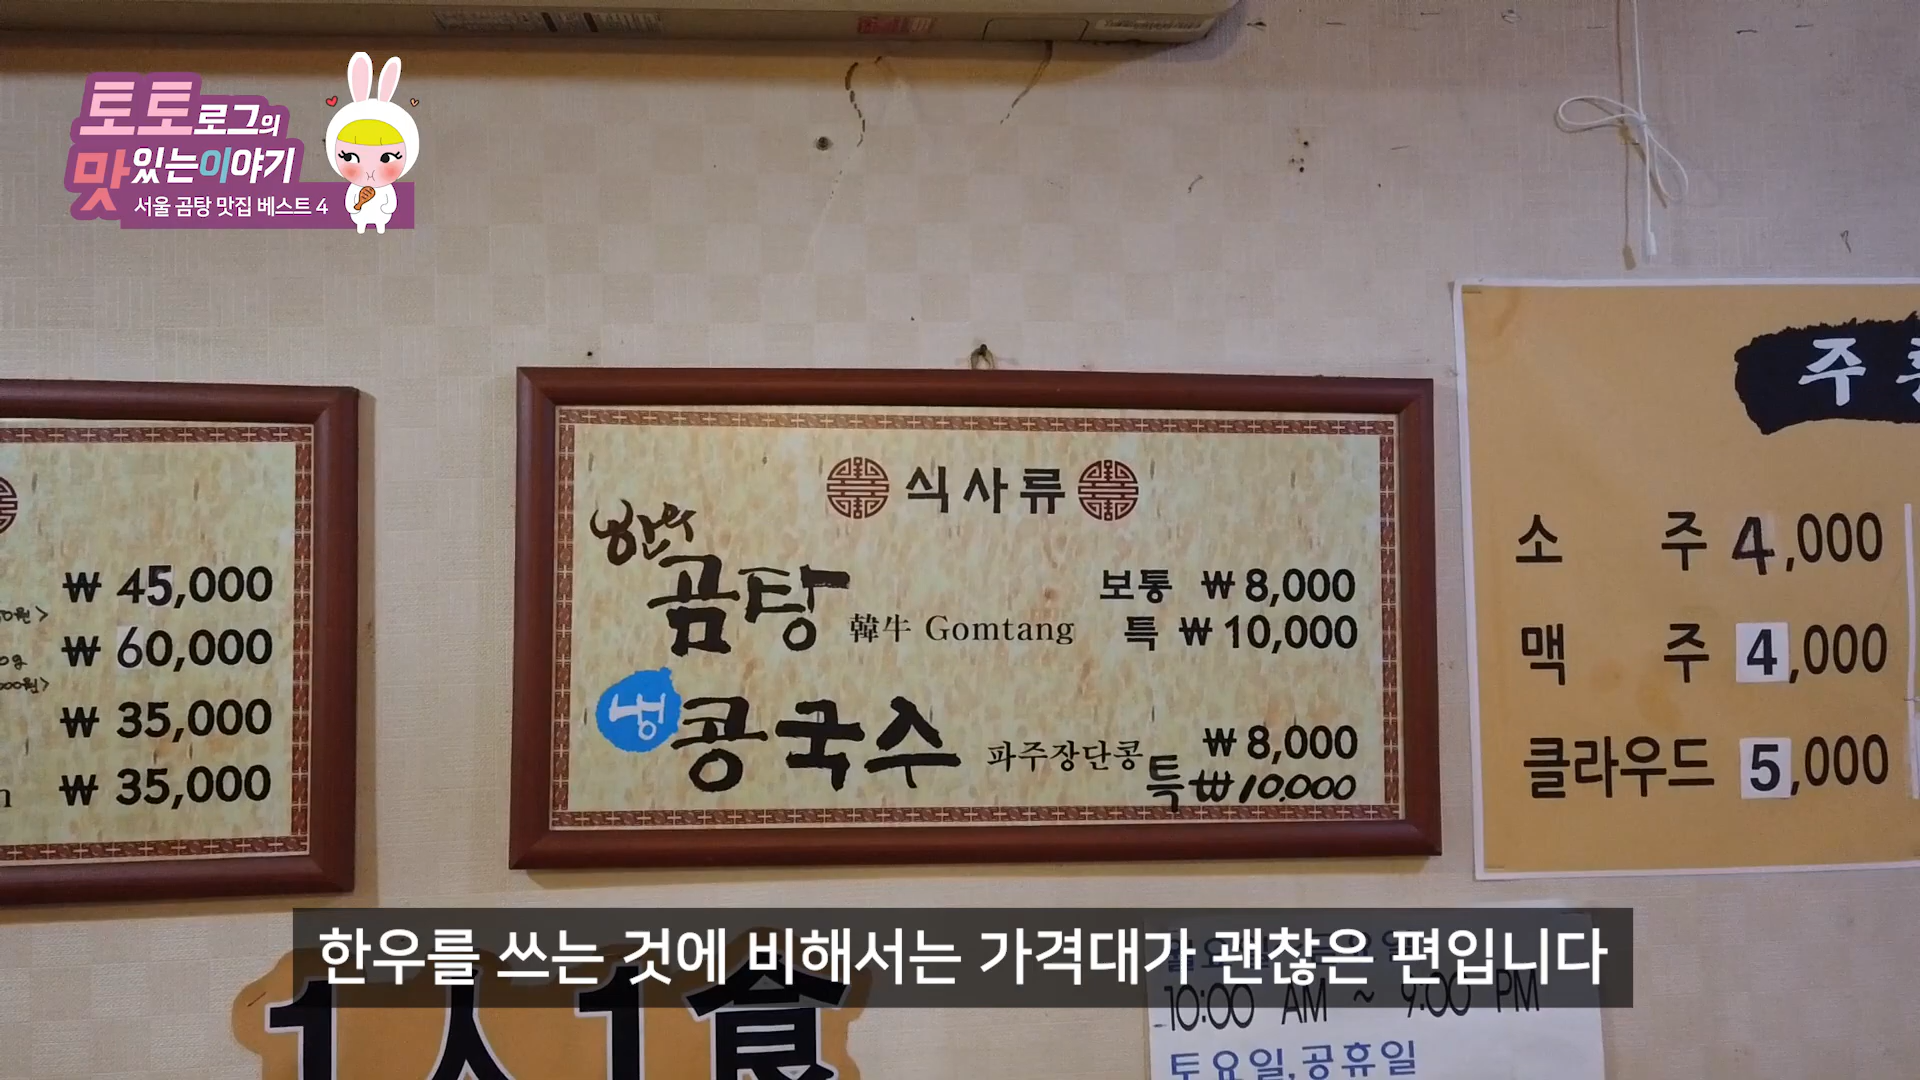 토토로그의
맛있는이야기
서울 곰탕 맛집 베스트 4
₩ 45,000
₩ 60,000
₩ 35,000
₩ 35,000
식사류
한우
곰탕 韓牛 Gomtang
보통 ₩ 8,000
특 ₩ 10,000
냉 콩국수 파주장단콩 ₩ 8,000
특 ₩ 10,000
소 주 4,000
맥 주 4,000
클라우드 5,000
한우를 쓰는 것에 비해서는 가격대가 괜찮은 편입니다
1人 1食
10:00 AM ~ 9:00 PM
토요일,공휴일